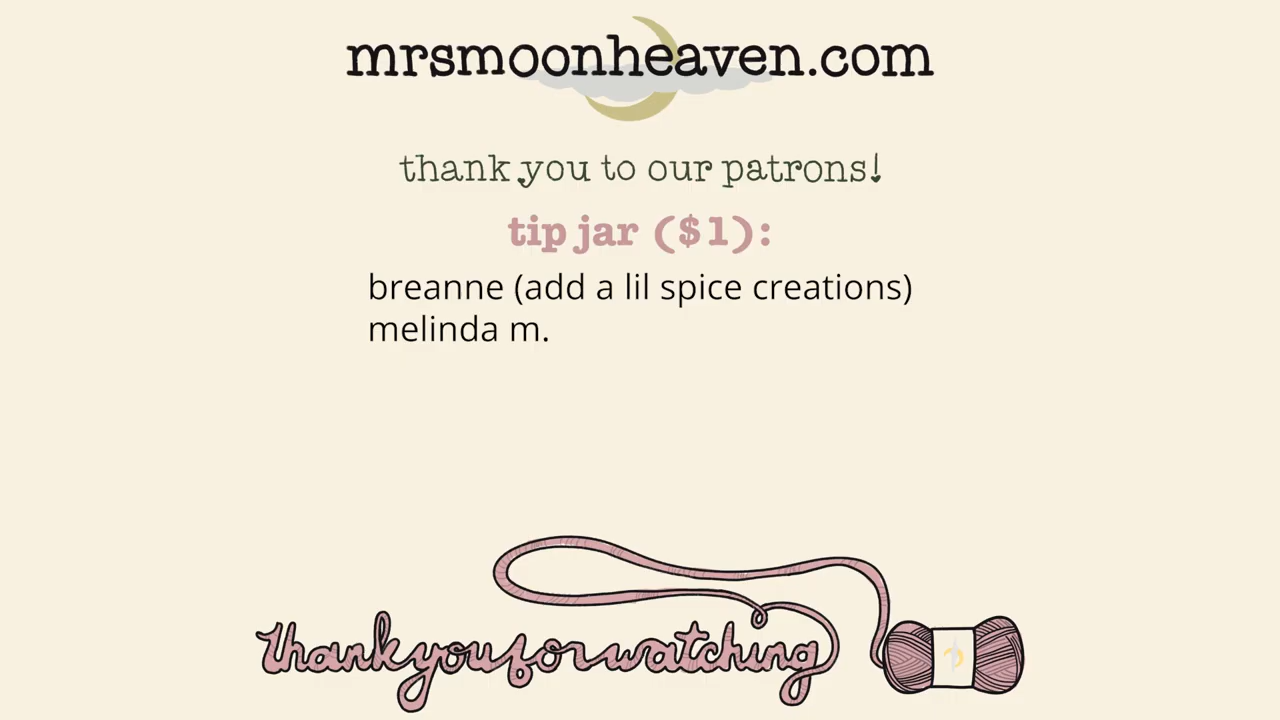 mrsmoonheaven.com
thank you to our patrons!
tip jar ($1):
breanne (add a lil spice creations)
melinda m.
thank you for watching